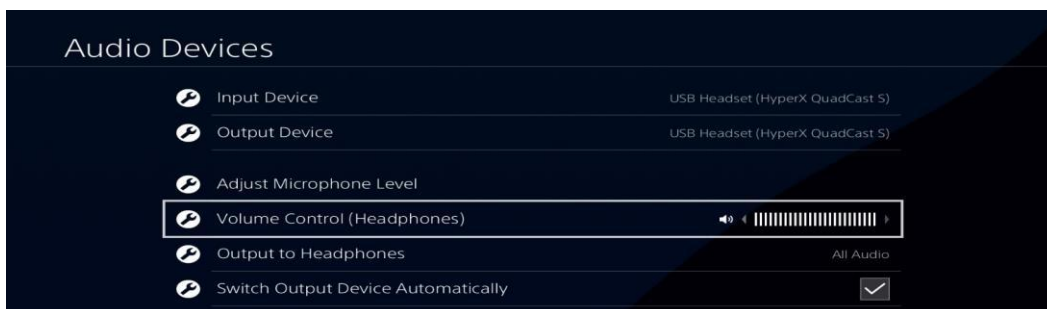 Audio Devices
Input Device USB Headset (HyperX QuadCast S)
Output Device USB Headset (HyperX QuadCast S)
Adjust Microphone Level
Volume Control (Headphones)
Output to Headphones All Audio
Switch Output Device Automatically